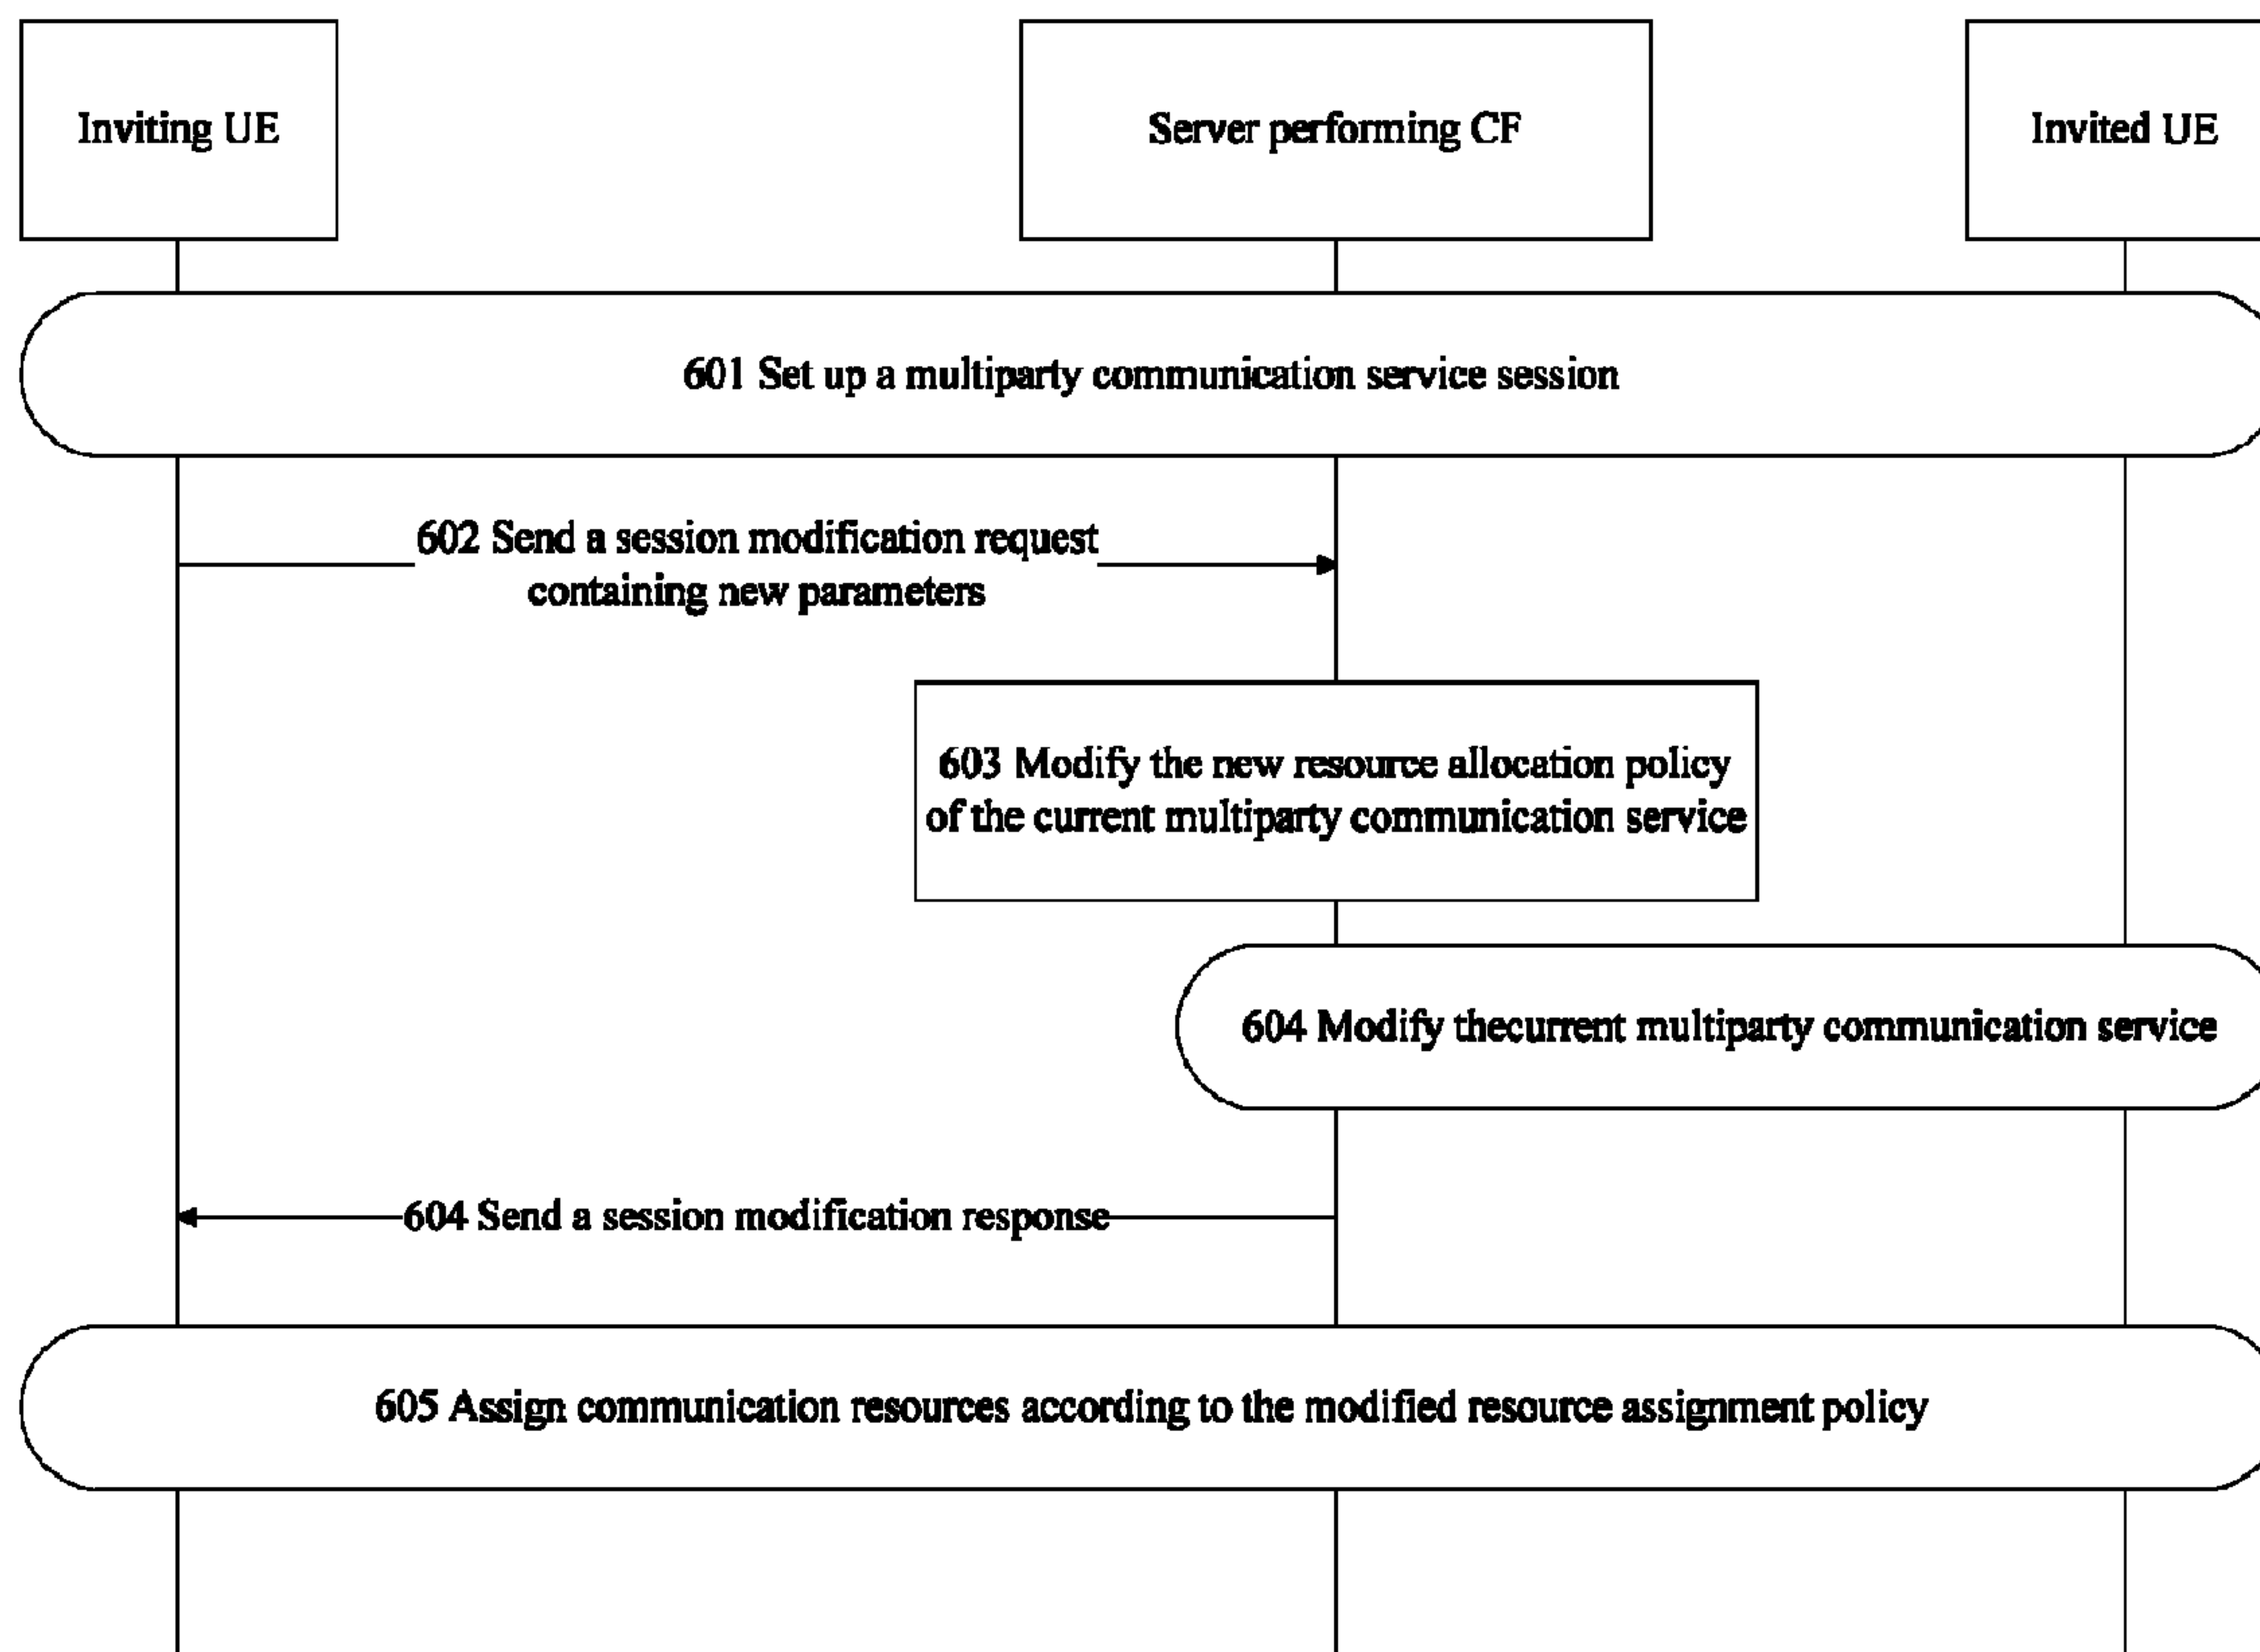 Inviting UE
Server performing CF
Invited UE
601 Set up a multiparty communication service session
602 Send a session modification request
containing new parameters
603 Modify the new resource allocation policy
of the current multiparty communication service
604 Modify thecurrent multiparty communication service
604 Send a session modification response
605 Assign communication resources according to the modified resource assignment policy